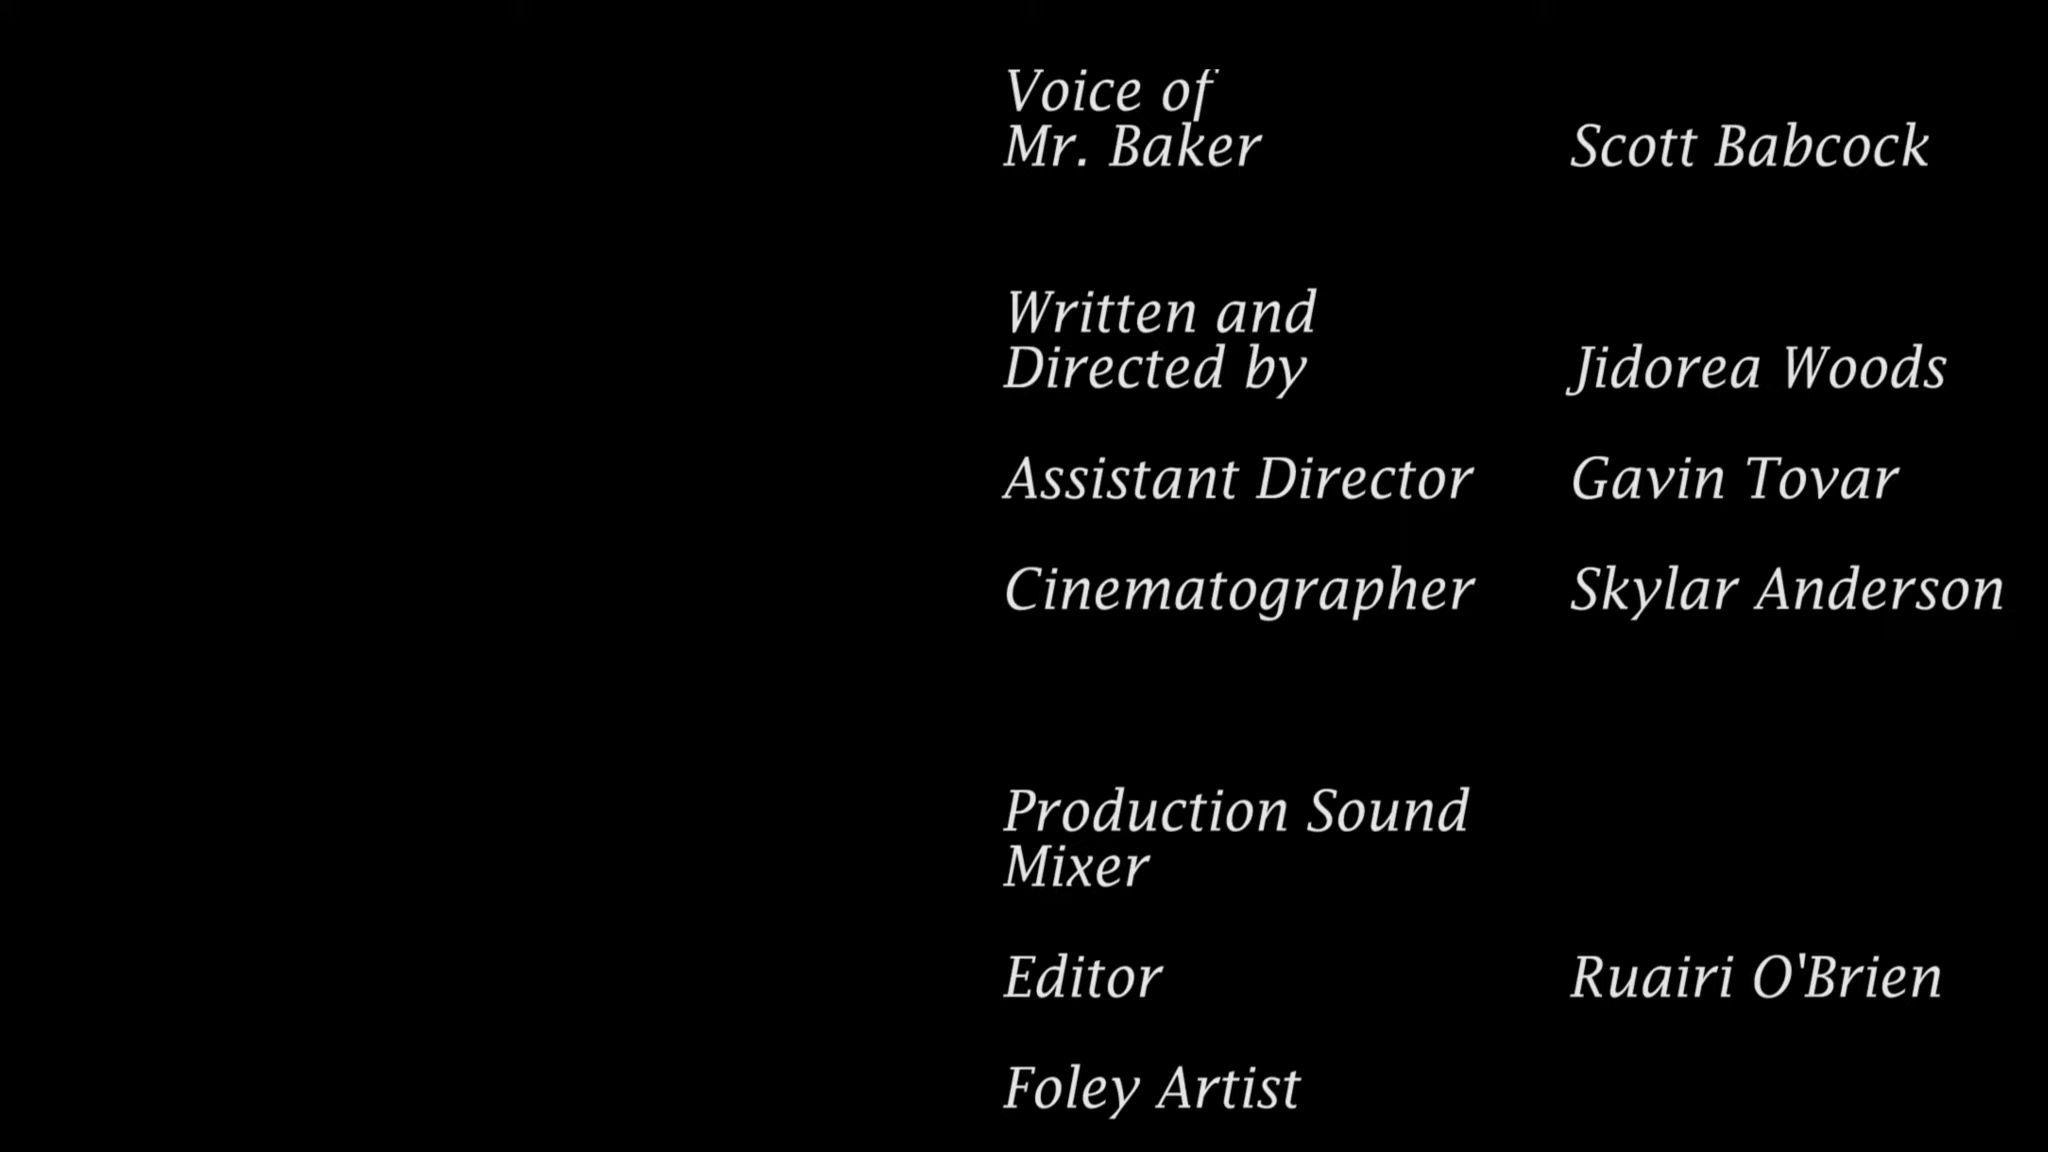 Voice of
Mr. Baker Scott Babcock
Written and
Directed by Jidorea Woods
Assistant Director Gavin Tovar
Cinematographer Skylar Anderson
Production Sound
Mixer
Editor Ruairi O'Brien
Foley Artist